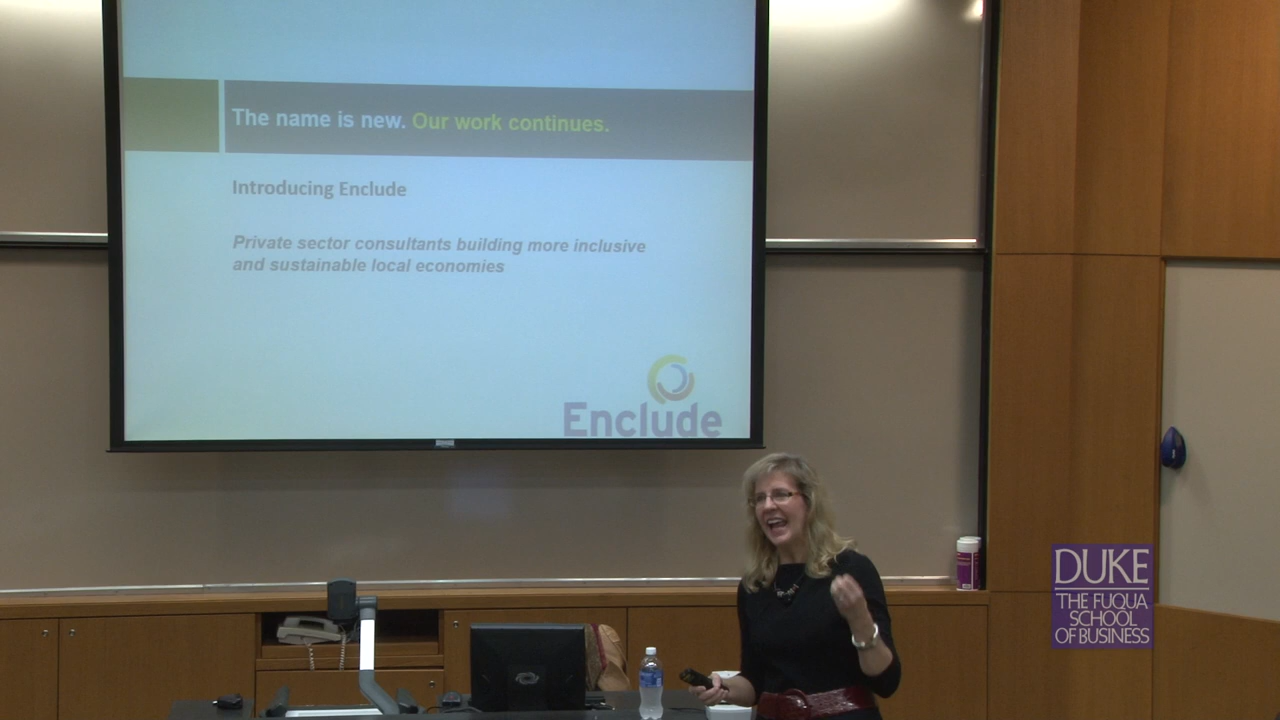 The name is new. Our work continues.
Introducing Enclude
Private sector consultants building more inclusive
and sustainable local economies
Enclude
DUKE
THE FUQUA
SCHOOL
OF BUSINESS